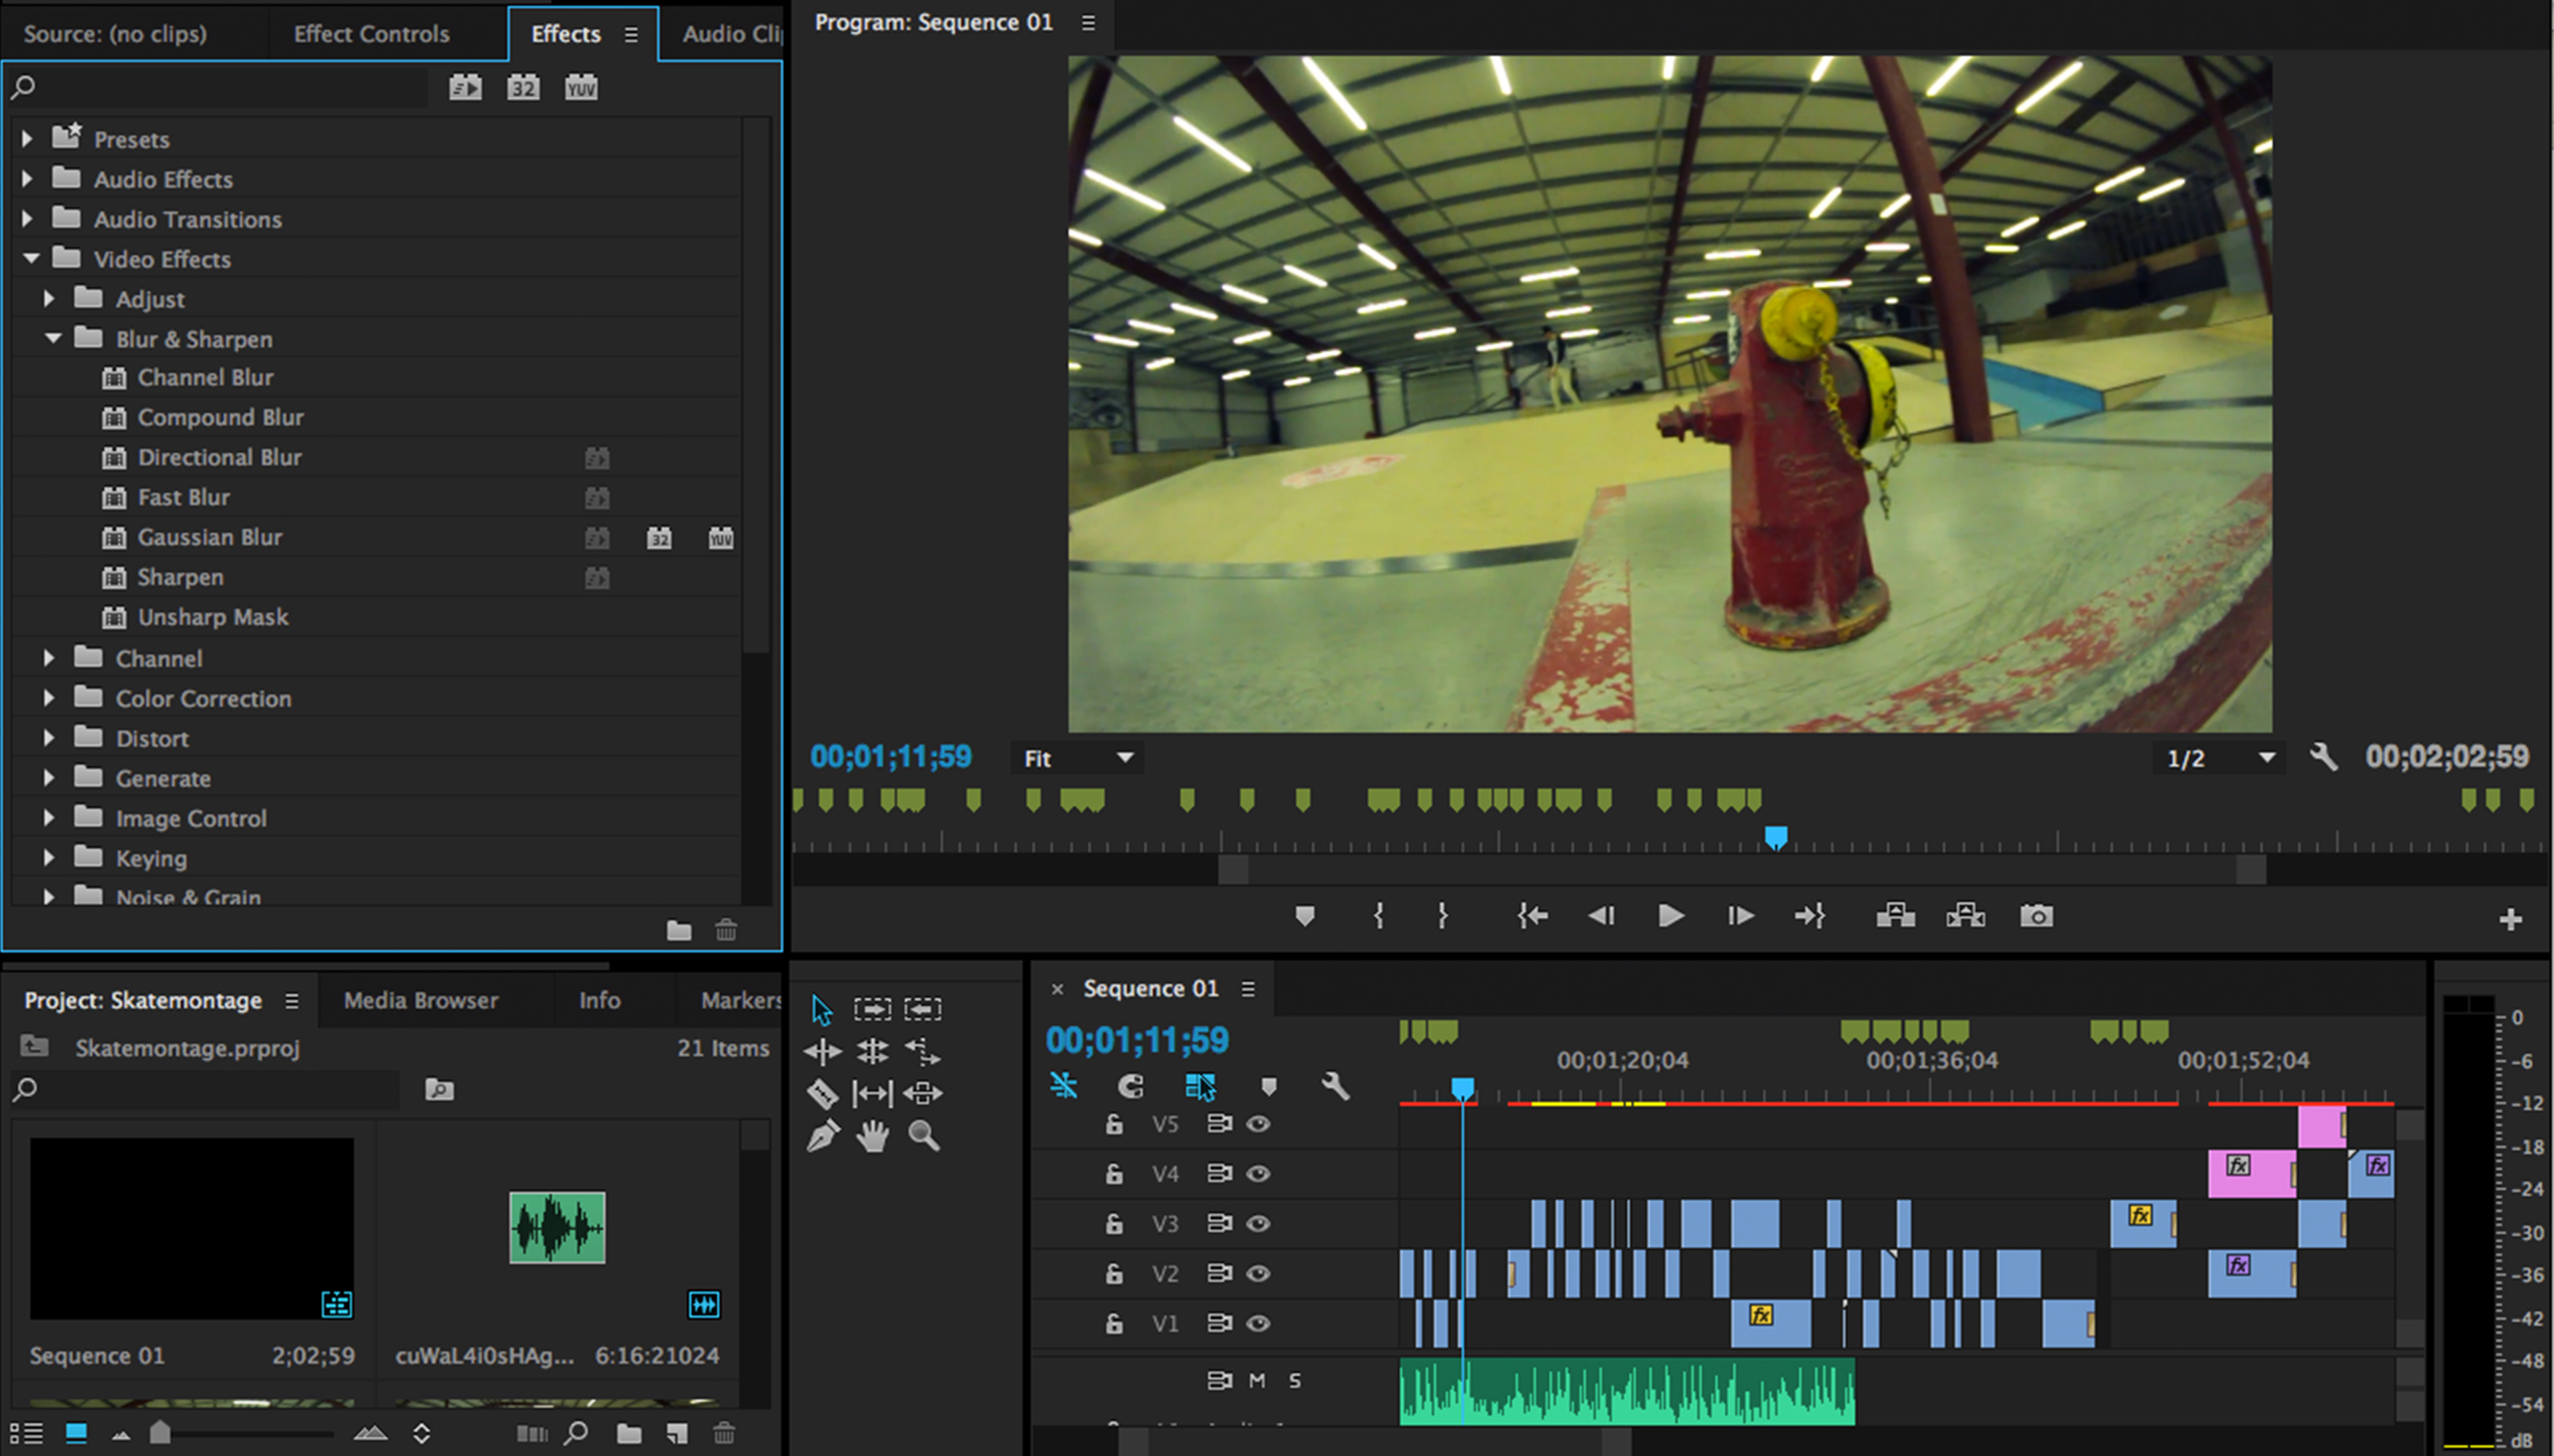 Source: (no clips)
Effect Controls
Effects
Audio Cli
32
YUV
Presets
Audio Effects
Audio Transitions
Video Effects
Adjust
Blur & Sharpen
Channel Blur
Compound Blur
Directional Blur
Fast Blur
Gaussian Blur 32 YUV
Sharpen
Unsharp Mask
Channel
Color Correction
Distort
Generate
Image Control
Keying
Noise & Grain
Program: Sequence 01
00;01;11;59
Fit
1/2
00;02;02;59
Project: Skatemontage
Media Browser
Info
Markers
Skatemontage.prproj
21 Items
Sequence 01
2;02;59
cuWaL4i0sHAg...
6:16:21024
× Sequence 01
00;01;11;59
00;01;20;04
00;01;36;04
00;01;52;04
V5
V4
fx
fx
V3
fx
V2
fx
V1
fx
M S
0
-6
-12
-18
-24
-30
-36
-42
-48
-54
dB